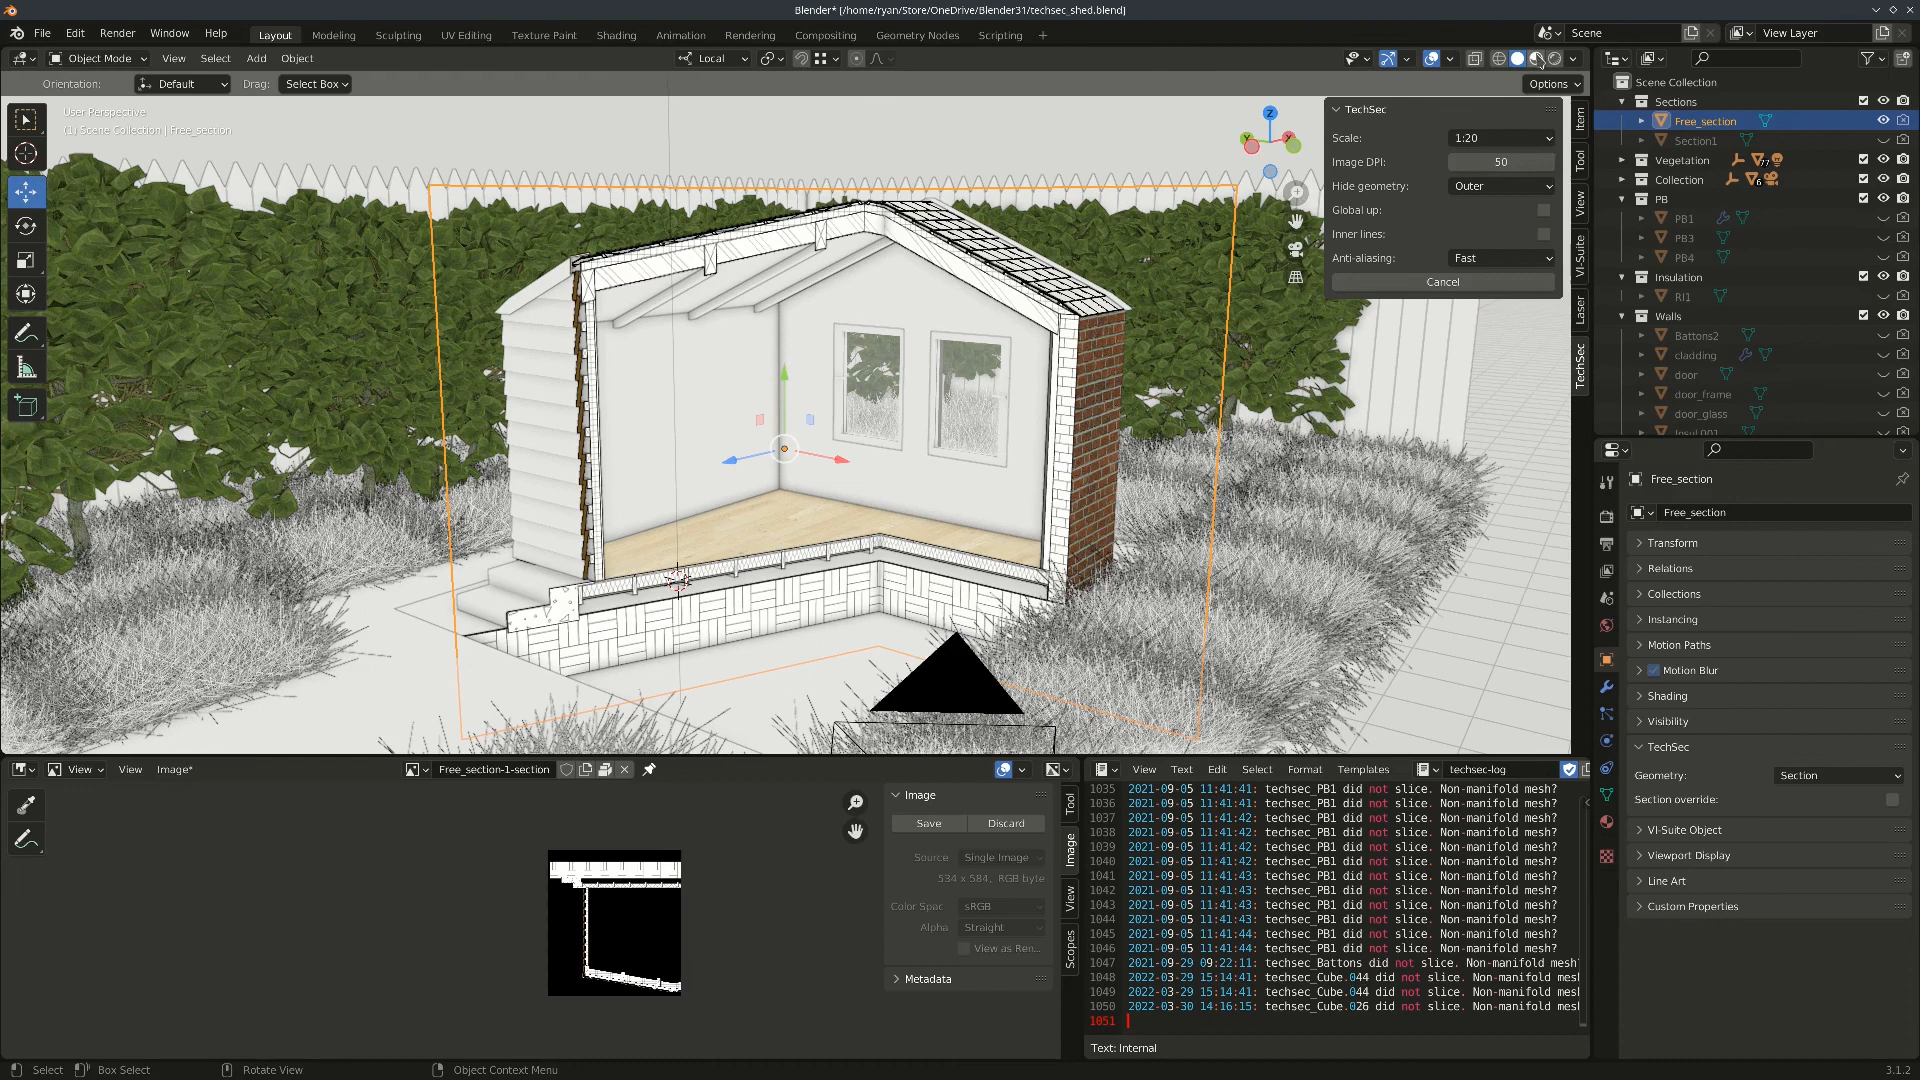 Blender* [/home/ryan/Store/OneDrive/Blender31/techsec_shed.blend]
File Edit Render Window Help Layout Modeling Sculpting UV Editing Texture Paint Shading Animation Rendering Compositing Geometry Nodes Scripting + Scene View Layer
Object Mode View Select Add Object Local
Orientation: Default Drag: Select Box Options
User Perspective
(1) Scene Collection | Free_section
Z
Y
X
TechSec
Scale: 1:20
Image DPI: 50
Hide geometry: Outer
Global up:
Inner lines:
Anti-aliasing: Fast
Cancel
Item
Tool
View
VI-Suite
Laser
TechSec
Scene Collection
Sections
Free_section
Section1
Vegetation 77
Collection 6
PB
PB1
PB3
PB4
Insulation
RI1
Walls
Battons2
cladding
door
door_frame
door_glass
Insul.001
Free_section
Free_section
Transform
Relations
Collections
Instancing
Motion Paths
Motion Blur
Shading
Visibility
TechSec
Geometry: Section
Section override:
VI-Suite Object
Viewport Display
Line Art
Custom Properties
View View Image* Free_section-1-section
Image
Save Discard
Source Single Image
534 x 584, RGB byte
Color Spac sRGB
Alpha Straight
View as Ren...
Metadata
Tool
Image
View
Scopes
View Text Edit Select Format Templates techsec-log
1035 2021-09-05 11:41:41: techsec_PB1 did not slice. Non-manifold mesh?
1036 2021-09-05 11:41:41: techsec_PB1 did not slice. Non-manifold mesh?
1037 2021-09-05 11:41:42: techsec_PB1 did not slice. Non-manifold mesh?
1038 2021-09-05 11:41:42: techsec_PB1 did not slice. Non-manifold mesh?
1039 2021-09-05 11:41:42: techsec_PB1 did not slice. Non-manifold mesh?
1040 2021-09-05 11:41:42: techsec_PB1 did not slice. Non-manifold mesh?
1041 2021-09-05 11:41:43: techsec_PB1 did not slice. Non-manifold mesh?
1042 2021-09-05 11:41:43: techsec_PB1 did not slice. Non-manifold mesh?
1043 2021-09-05 11:41:43: techsec_PB1 did not slice. Non-manifold mesh?
1044 2021-09-05 11:41:43: techsec_PB1 did not slice. Non-manifold mesh?
1045 2021-09-05 11:41:44: techsec_PB1 did not slice. Non-manifold mesh?
1046 2021-09-05 11:41:44: techsec_PB1 did not slice. Non-manifold mesh?
1047 2021-09-29 09:22:11: techsec_Battons did not slice. Non-manifold mesh?
1048 2022-03-29 15:14:41: techsec_Cube.044 did not slice. Non-manifold mesh
1049 2022-03-29 15:14:41: techsec_Cube.044 did not slice. Non-manifold mesh
1050 2022-03-30 14:16:15: techsec_Cube.026 did not slice. Non-manifold mesh
1051
Text: Internal
Select Box Select Rotate View Object Context Menu 3.1.2